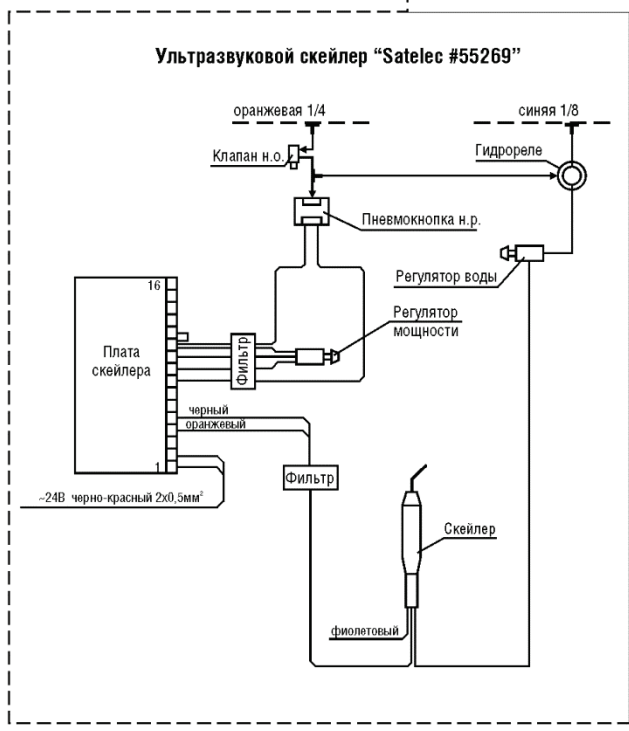 Ультразвуковой скейлер “Satelec #55269”
оранжевая 1/4
синяя 1/8
Клапан н.о.
Гидрореле
Пневмокнопка н.р.
Регулятор воды
16
Регулятор
мощности
Плата
скейлера
Фильтр
черный
оранжевый
1
Фильтр
~24В черно-красный 2х0,5мм²
Скейлер
фиолетовый